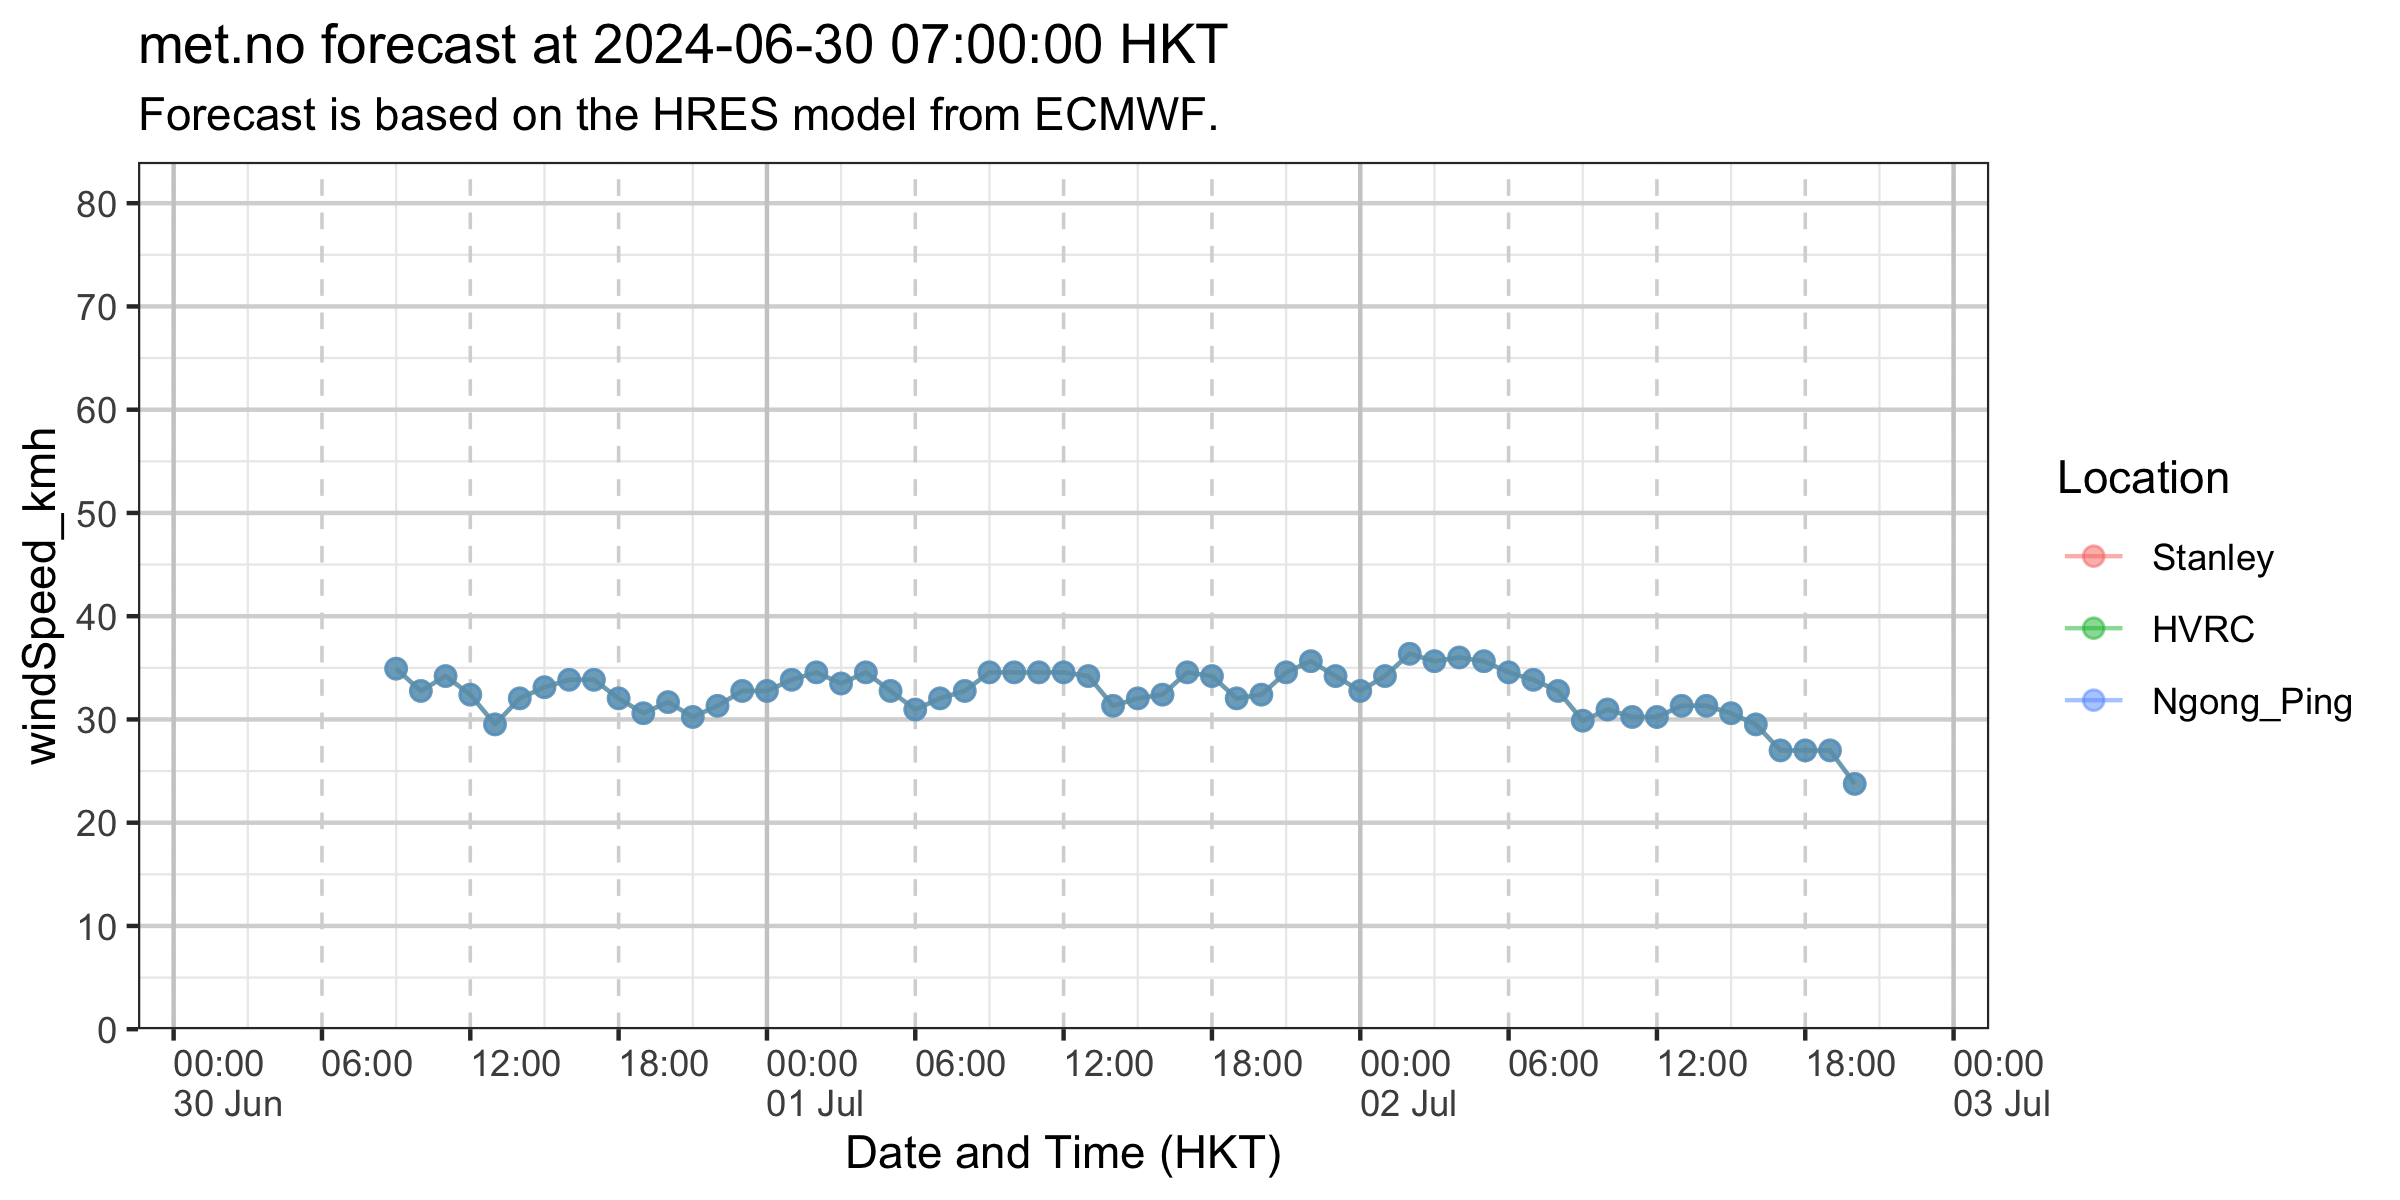 met.no forecast at 2024-06-30 07:00:00 HKT
Forecast is based on the HRES model from ECMWF.
windSpeed_kmh
80
70
60
50
40
30
20
10
0
00:00 06:00 12:00 18:00 00:00 06:00 12:00 18:00 00:00 06:00 12:00 18:00 00:00
30 Jun 01 Jul 02 Jul 03 Jul
Date and Time (HKT)
Location
Stanley
HVRC
Ngong_Ping